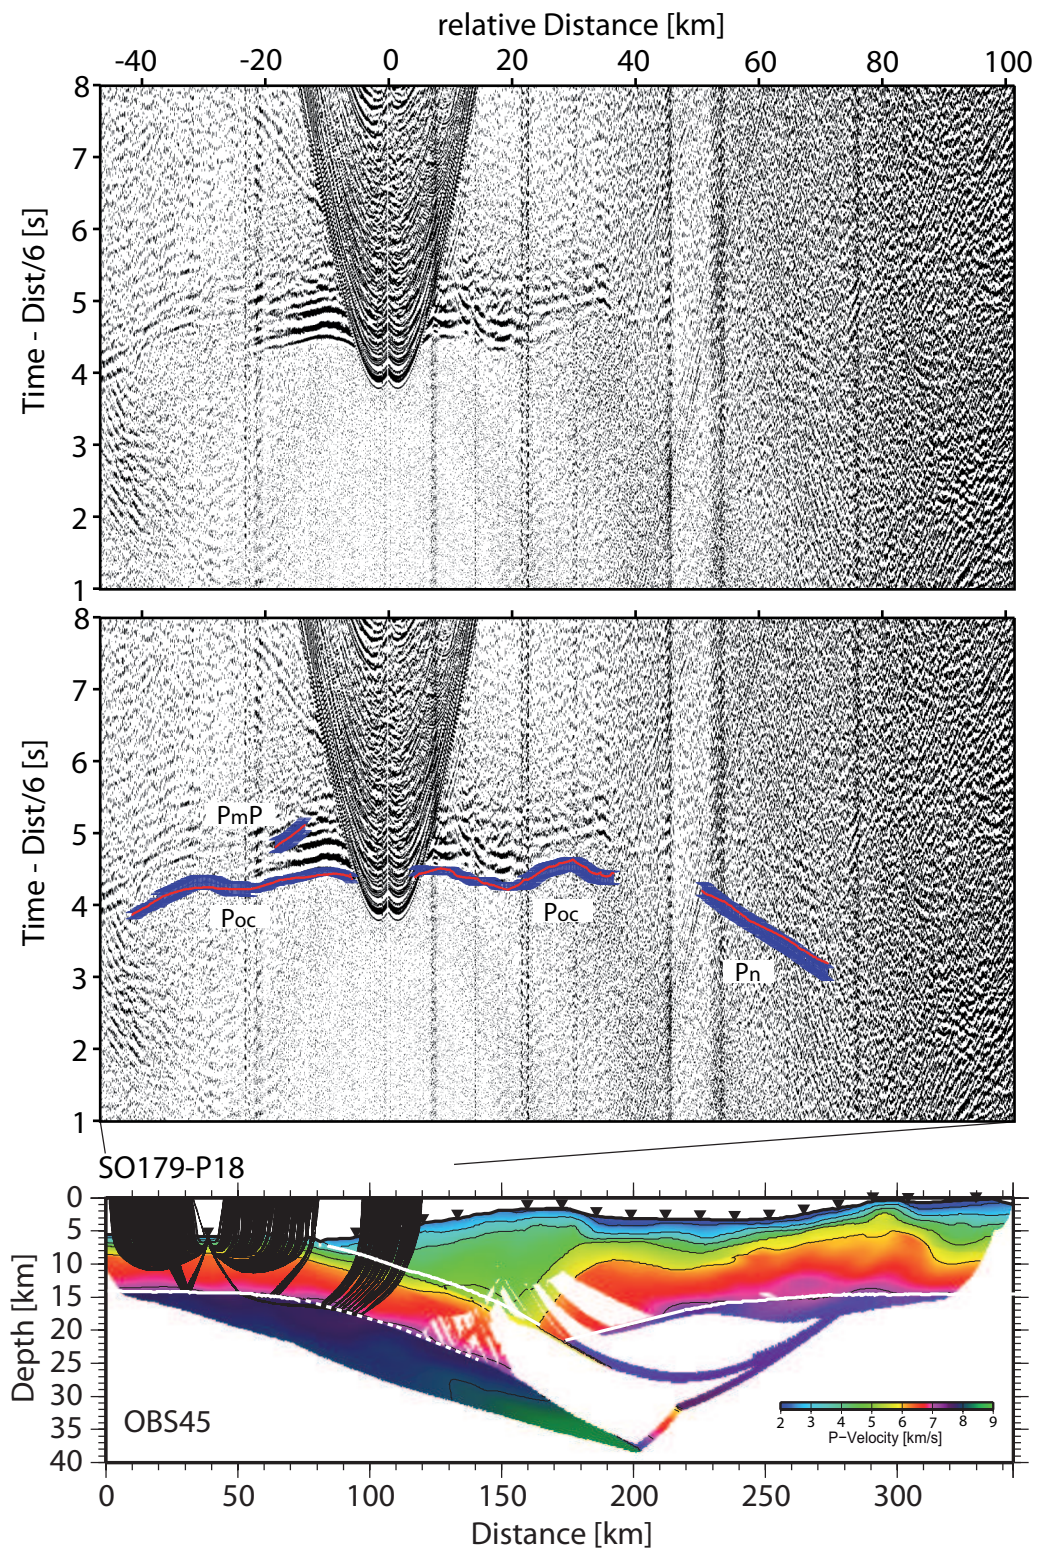 relative Distance [km]
-40 -20 0 20 40 60 80 100
8
7
6
5
4
3
2
1
Time - Dist/6 [s]
8
7
6
5
4
3
2
1
Time - Dist/6 [s]
PmP
Poc
Poc
Pn
SO179-P18
0
5
10
15
20
25
30
35
40
Depth [km]
OBS45
2 3 4 5 6 7 8 9
P-Velocity [km/s]
0 50 100 150 200 250 300
Distance [km]